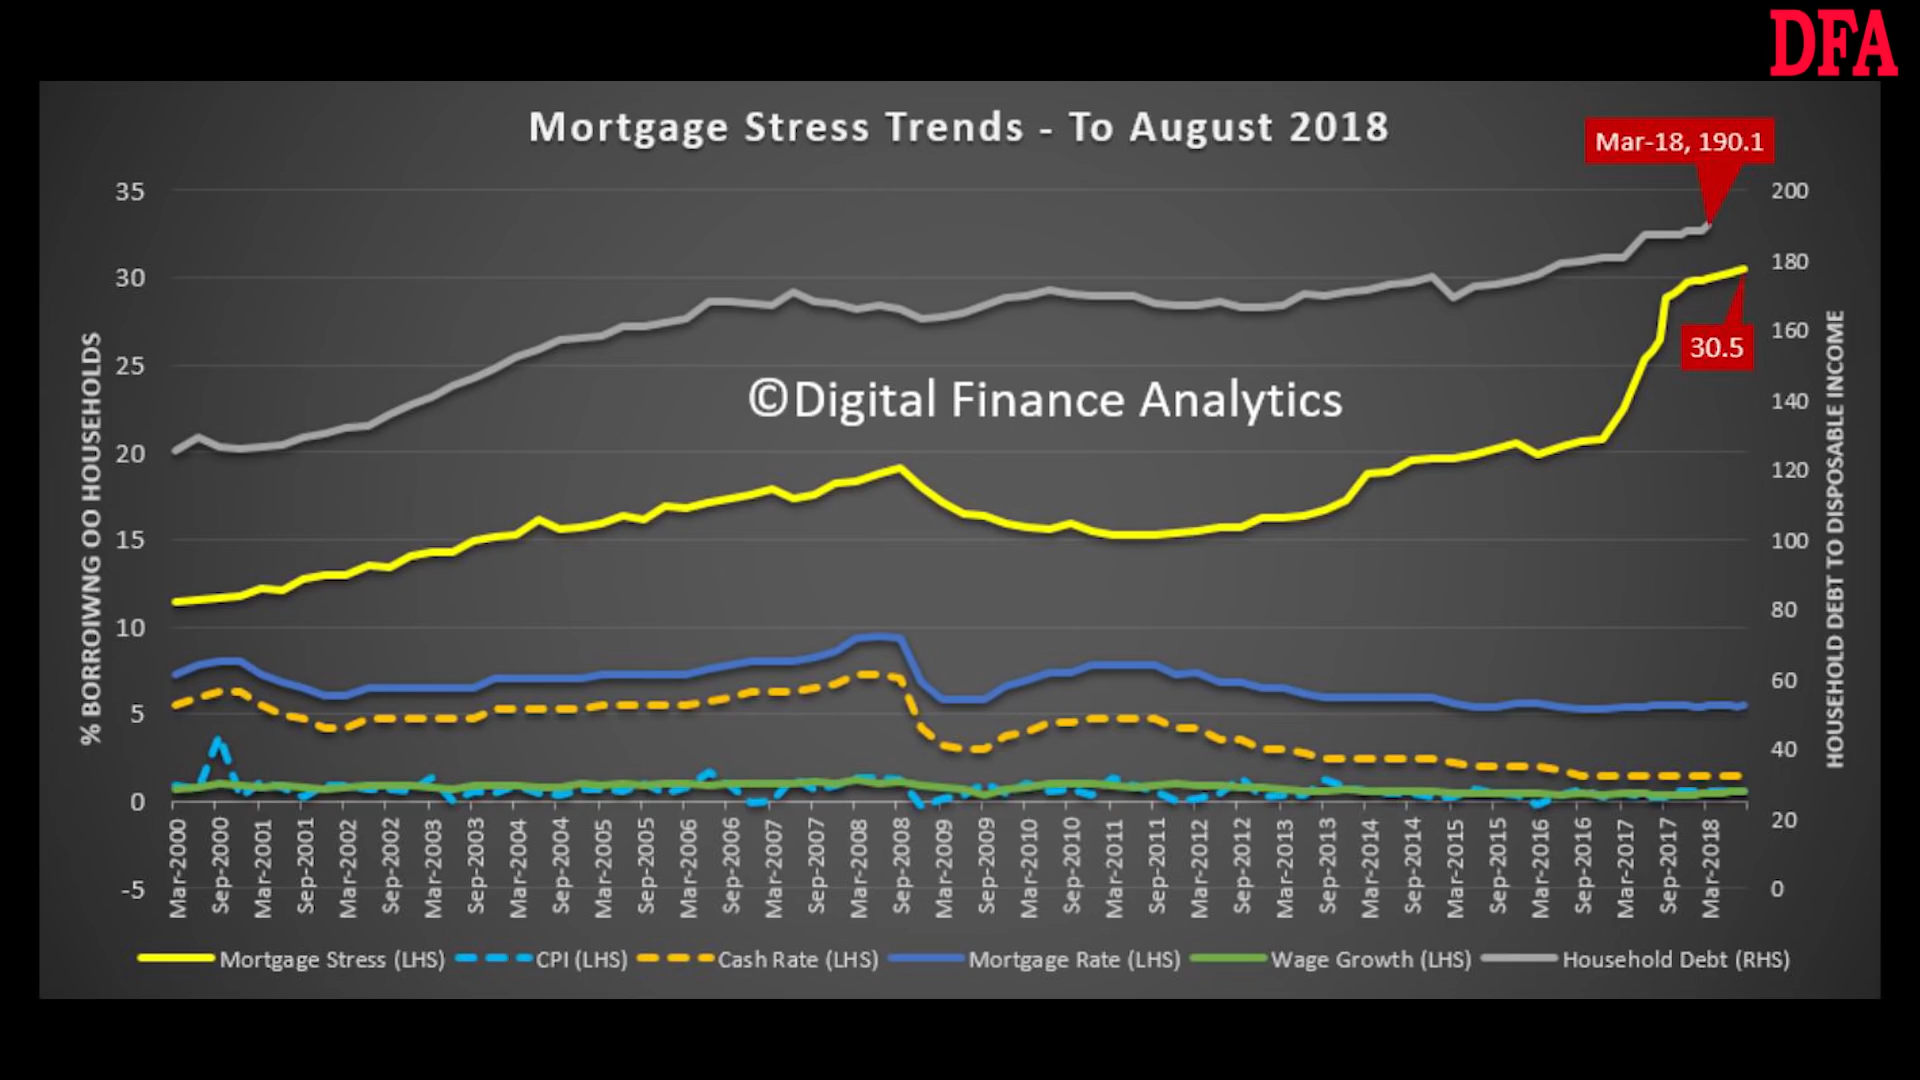 DFA
Mortgage Stress Trends - To August 2018
Mar-18, 190.1
30.5
©Digital Finance Analytics
% BORROIWNG OO HOUSEHOLDS
35
30
25
20
15
10
5
0
-5
200
180
160
140
120
100
80
60
40
20
0
HOUSEHOLD DEBT TO DISPOSABLE INCOME
Mar-2000
Sep-2000
Mar-2001
Sep-2001
Mar-2002
Sep-2002
Mar-2003
Sep-2003
Mar-2004
Sep-2004
Mar-2005
Sep-2005
Mar-2006
Sep-2006
Mar-2007
Sep-2007
Mar-2008
Sep-2008
Mar-2009
Sep-2009
Mar-2010
Sep-2010
Mar-2011
Sep-2011
Mar-2012
Sep-2012
Mar-2013
Sep-2013
Mar-2014
Sep-2014
Mar-2015
Sep-2015
Mar-2016
Sep-2016
Mar-2017
Sep-2017
Mar-2018
Mortgage Stress (LHS) CPI (LHS) Cash Rate (LHS) Mortgage Rate (LHS) Wage Growth (LHS) Household Debt (RHS)